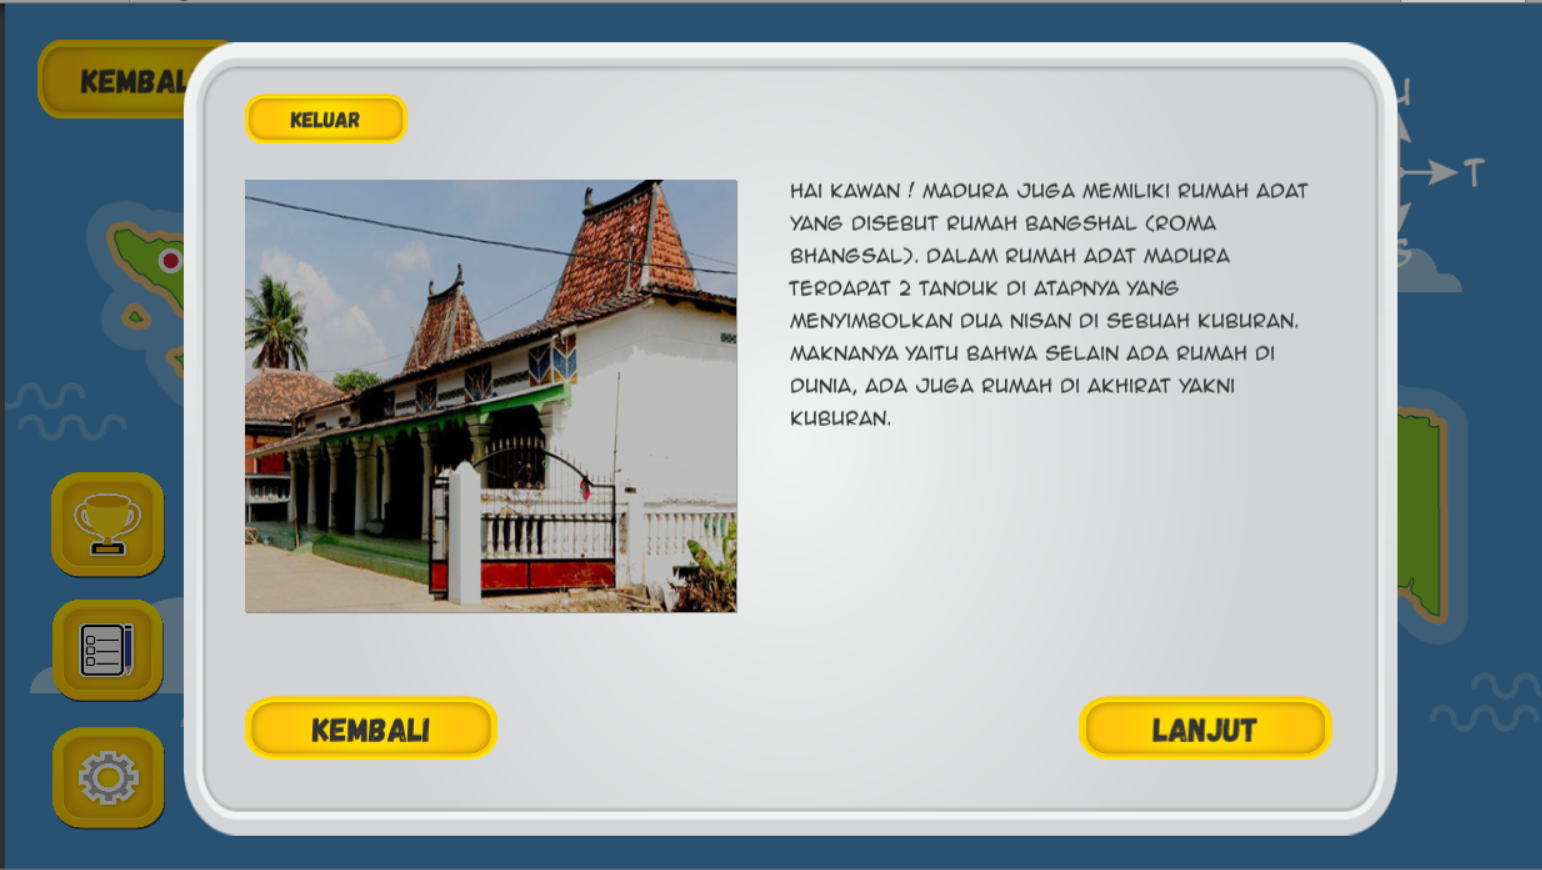 KEMBAL
KELUAR
HAI KAWAN ! MADURA JUGA MEMILIKI RUMAH ADAT
YANG DISEBUT RUMAH BANGSHAL (ROMA
BHANGSAL). DALAM RUMAH ADAT MADURA
TERDAPAT 2 TANDUK DI ATAPNYA YANG
MENYIMBOLKAN DUA NISAN DI SEBUAH KUBURAN.
MAKNANYA YAITU BAHWA SELAIN ADA RUMAH DI
DUNIA, ADA JUGA RUMAH DI AKHIRAT YAKNI
KUBURAN.
U
T
S
KEMBALI
LANJUT